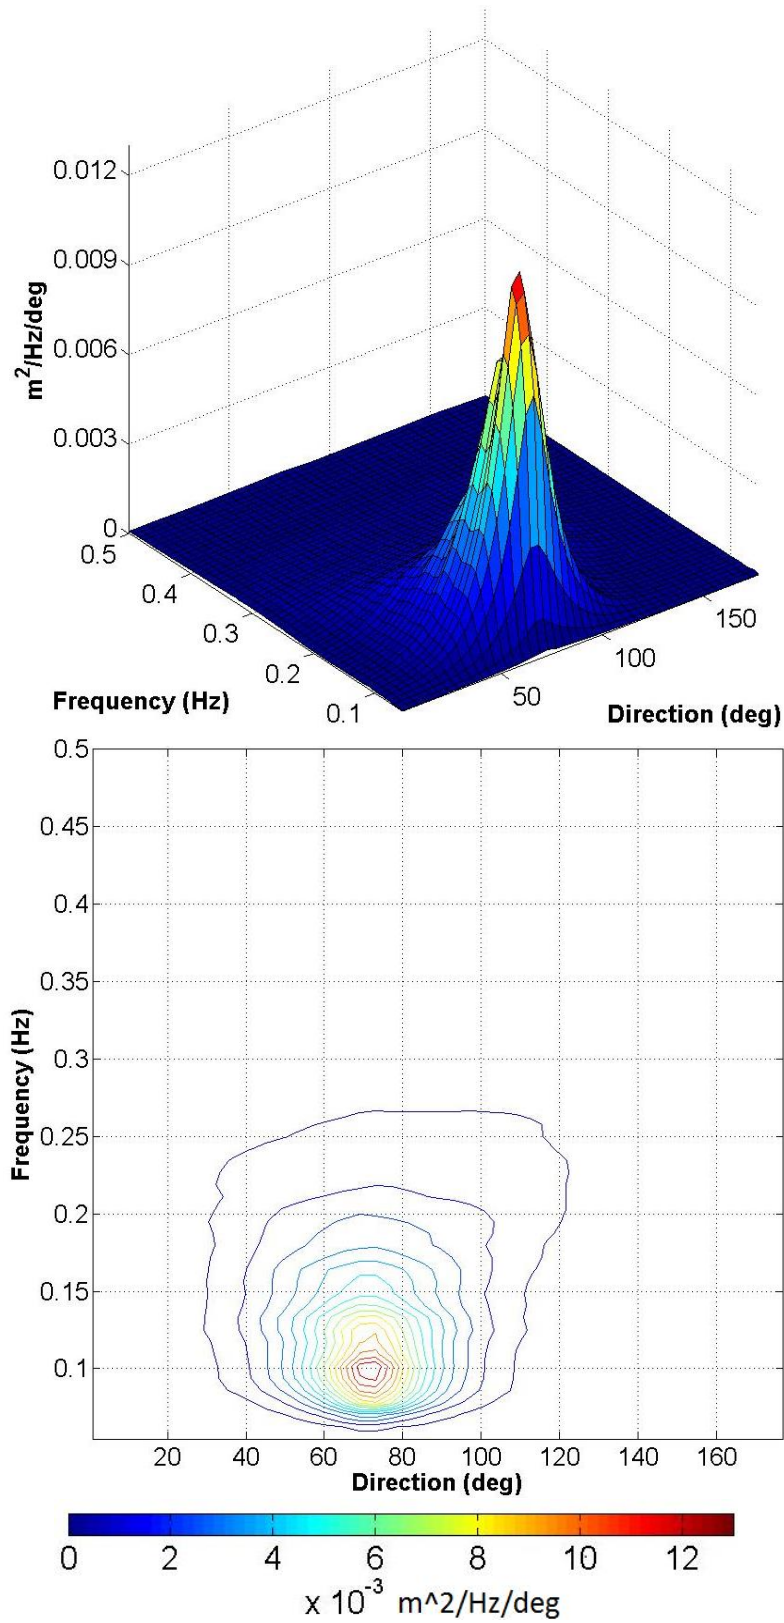 0.012
0.009
0.006
0.003
0
m²/Hz/deg
0.5
0.4
0.3
0.2
0.1
50
100
150
Frequency (Hz)
Direction (deg)
0.5
0.45
0.4
0.35
0.3
0.25
0.2
0.15
0.1
Frequency (Hz)
20 40 60 80 100 120 140 160
Direction (deg)
0 2 4 6 8 10 12
x 10⁻³ m^2/Hz/deg